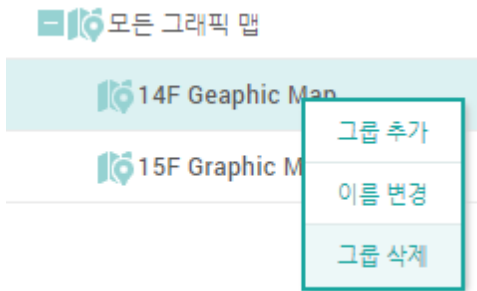 모든 그래픽 맵
14F Geaphic Map
그룹 추가
15F Graphic M
이름 변경
그룹 삭제